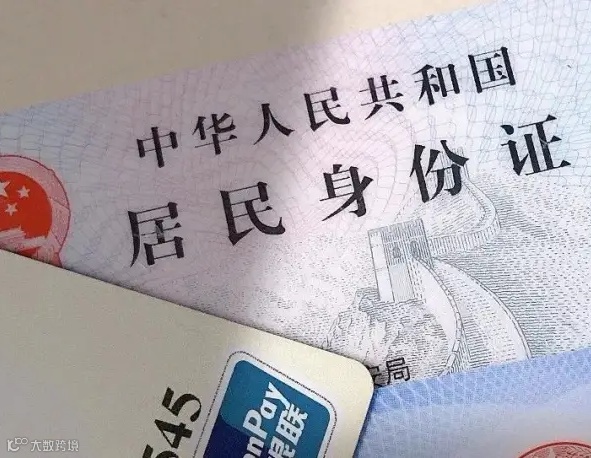 中华人民共和国
居民身份证
安局
545
onPay
银联
大数跨境